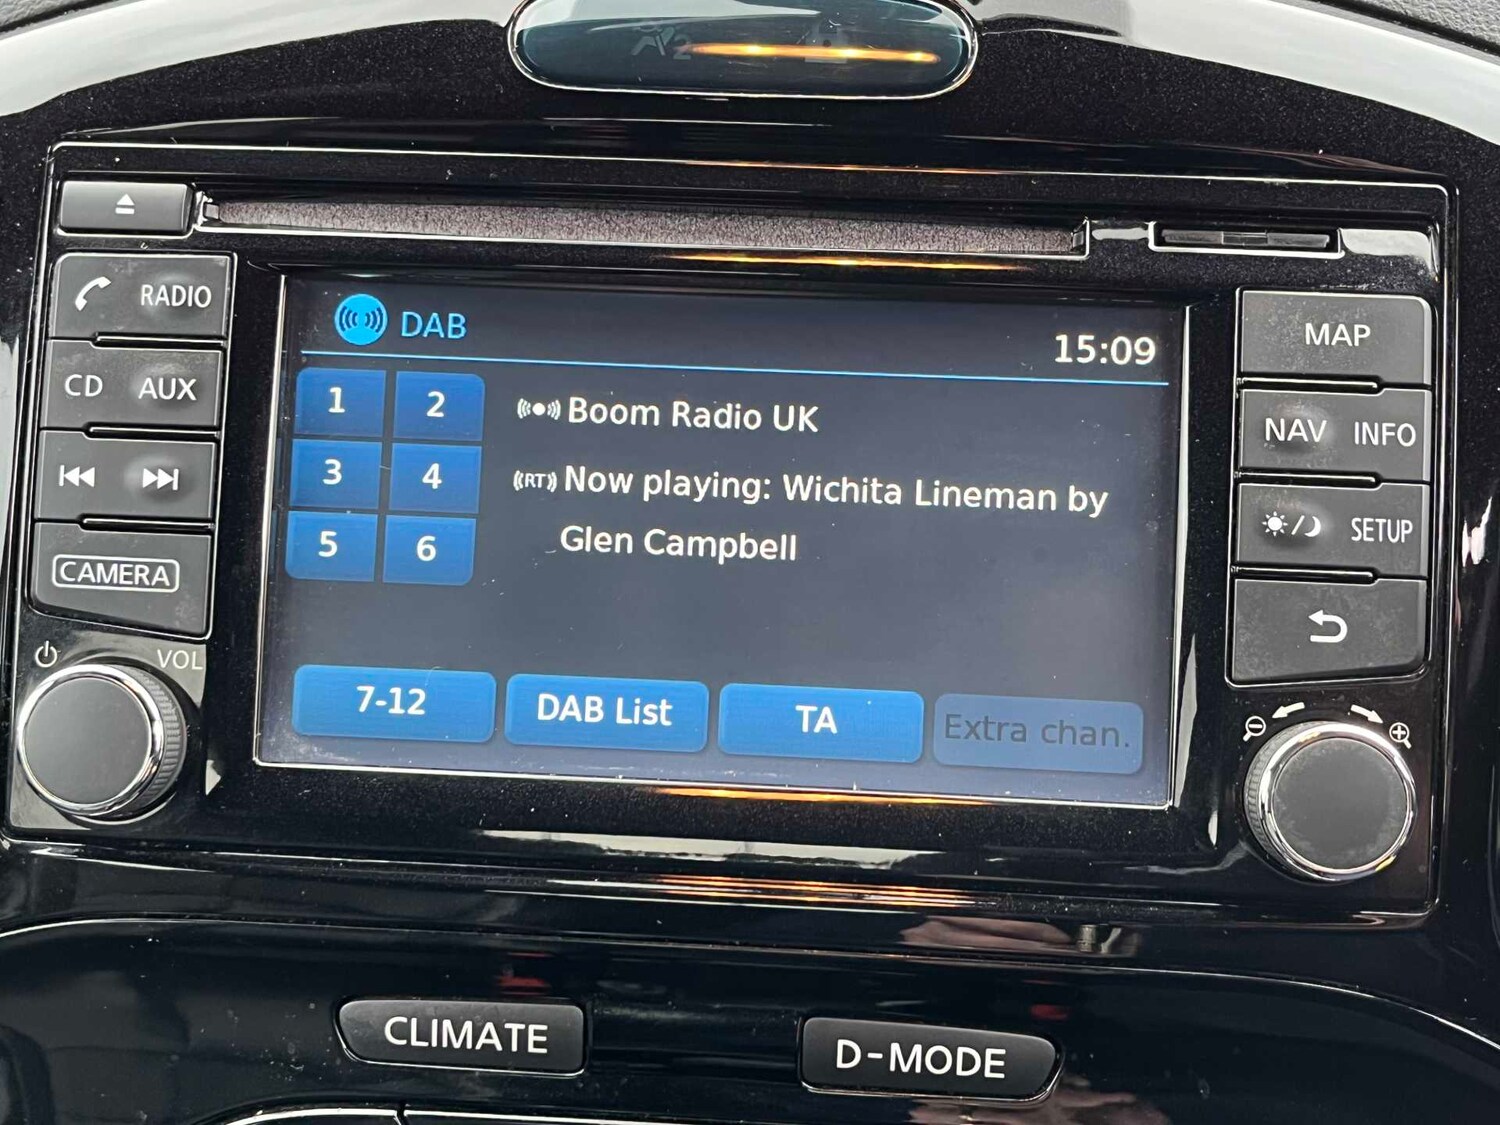 RADIO
CD AUX
CAMERA
VOL
DAB
15:09
1 2
3 4
5 6
Boom Radio UK
RT Now playing: Wichita Lineman by
Glen Campbell
7-12 DAB List TA Extra chan.
MAP
NAV INFO
SETUP
CLIMATE
D-MODE